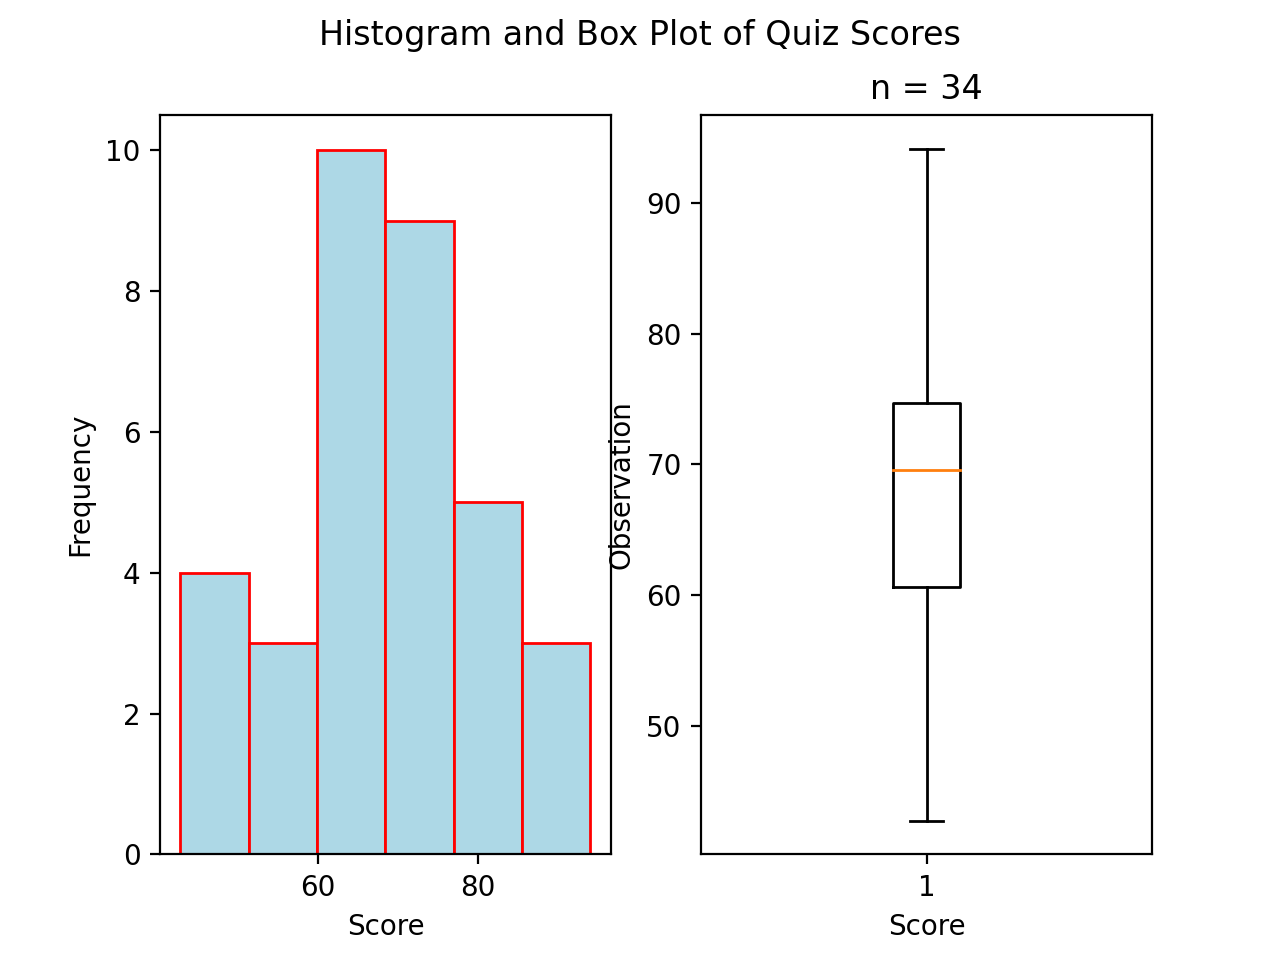 Histogram and Box Plot of Quiz Scores
10
8
6
4
2
0
Frequency
60 80
Score
n = 34
90
80
70
60
50
Observation
1
Score